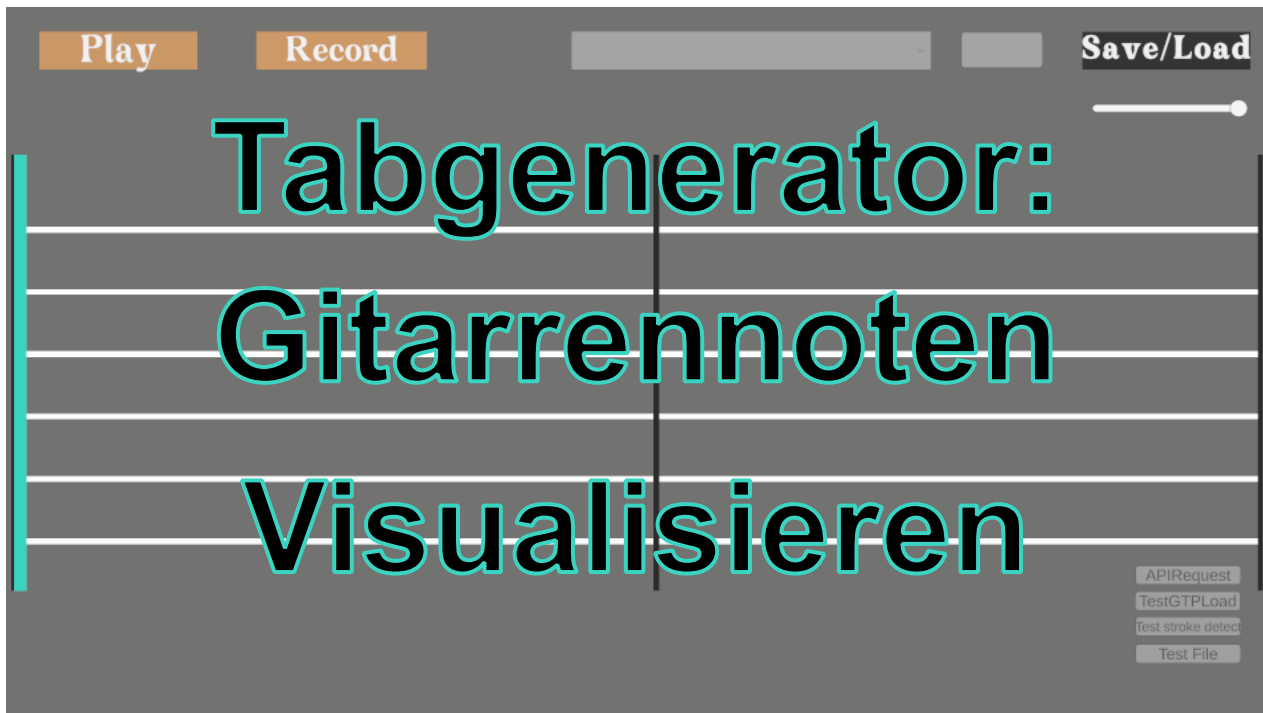 Play Record Save/Load
Tabgenerator:
Gitarrennoten
Visualisieren
APIRequest
TestGTPLoad
Test stroke detect
Test File